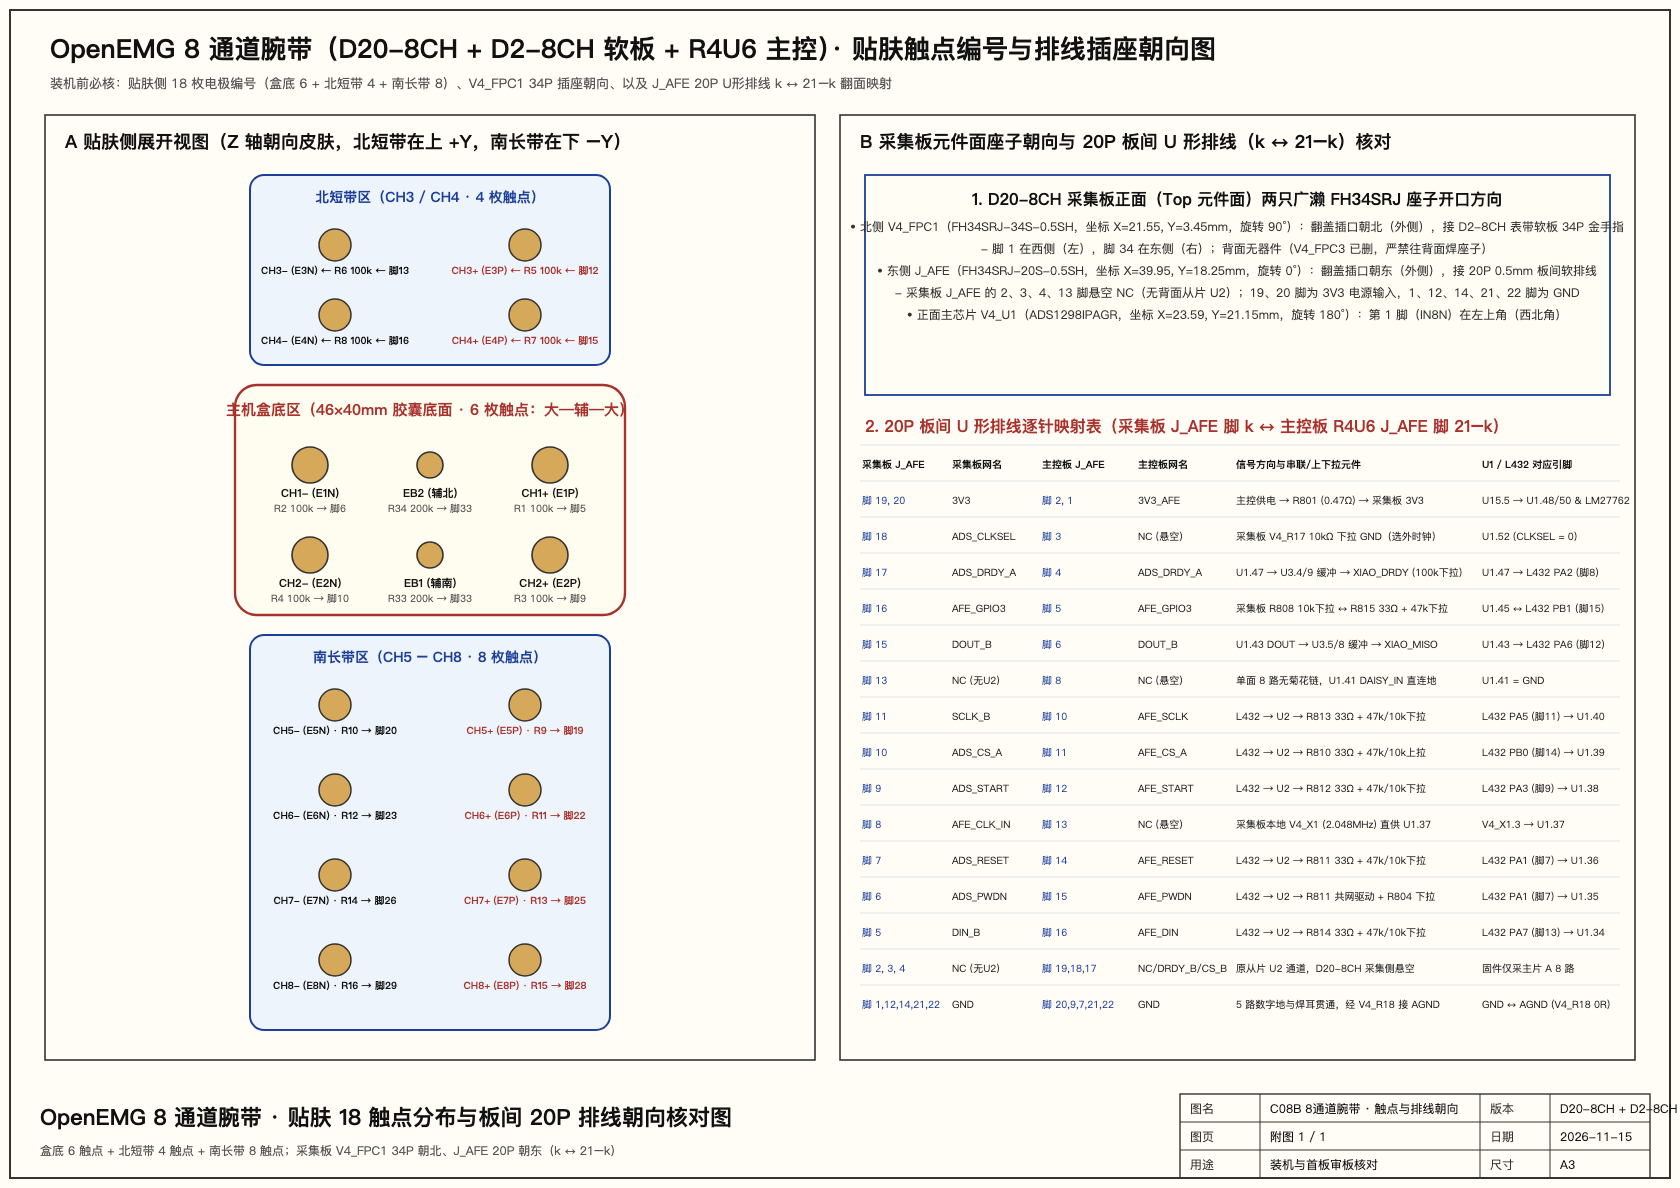 OpenEMG 8 通道腕带（D20–8CH + D2–8CH 软板 + R4U6 主控）· 贴肤触点编号与排线插座朝向图
装机前必核：贴肤侧 18 枚电极编号（盒底 6 + 北短带 4 + 南长带 8）、V4_FPC1 34P 插座朝向、以及 J_AFE 20P U形排线 k ↔ 21−k 翻面映射
A 贴肤侧展开视图（Z 轴朝向皮肤，北短带在上 +Y，南长带在下 −Y）
北短带区（CH3 / CH4 · 4 枚触点）
CH3− (E3N) ← R6 100k ← 脚13
CH3+ (E3P) ← R5 100k ← 脚12
CH4− (E4N) ← R8 100k ← 脚16
CH4+ (E4P) ← R7 100k ← 脚15
主机盒底区（46×40mm 胶囊底面 · 6 枚触点：大—辅—大）
CH1− (E1N)
EB2 (辅北)
CH1+ (E1P)
R2 100k → 脚6
R34 200k → 脚33
R1 100k → 脚5
CH2− (E2N)
EB1 (辅南)
CH2+ (E2P)
R4 100k → 脚10
R33 200k → 脚33
R3 100k → 脚9
南长带区（CH5 − CH8 · 8 枚触点）
CH5− (E5N) · R10 → 脚20
CH5+ (E5P) · R9 → 脚19
CH6− (E6N) · R12 → 脚23
CH6+ (E6P) · R11 → 脚22
CH7− (E7N) · R14 → 脚26
CH7+ (E7P) · R13 → 脚25
CH8− (E8N) · R16 → 脚29
CH8+ (E8P) · R15 → 脚28
B 采集板元件面座子朝向与 20P 板间 U 形排线（k ↔ 21−k）核对
1. D20–8CH 采集板正面（Top 元件面）两只广濑 FH34SRJ 座子开口方向
• 北侧 V4_FPC1（FH34SRJ–34S–0.5SH，坐标 X=21.55, Y=3.45mm，旋转 90°）：翻盖插口朝北（外侧），接 D2–8CH 表带软板 34P 金手指
– 脚 1 在西侧（左），脚 34 在东侧（右）；背面无器件（V4_FPC3 已删，严禁往背面焊座子）
• 东侧 J_AFE（FH34SRJ–20S–0.5SH，坐标 X=39.95, Y=18.25mm，旋转 0°）：翻盖插口朝东（外侧），接 20P 0.5mm 板间软排线
– 采集板 J_AFE 的 2、3、4、13 脚悬空 NC（无背面从片 U2）；19、20 脚为 3V3 电源输入，1、12、14、21、22 脚为 GND
• 正面主芯片 V4_U1（ADS1298IPAGR，坐标 X=23.59, Y=21.15mm，旋转 180°）：第 1 脚（IN8N）在左上角（西北角）
2. 20P 板间 U 形排线逐针映射表（采集板 J_AFE 脚 k ↔ 主控板 R4U6 J_AFE 脚 21−k）
采集板 J_AFE 采集板网名 主控板 J_AFE 主控板网名 信号方向与串联/上下拉元件 U1 / L432 对应引脚
脚 19, 20 3V3 脚 2, 1 3V3_AFE 主控供电 → R801 (0.47Ω) → 采集板 3V3 U15.5 → U1.48/50 & LM27762
脚 18 ADS_CLKSEL 脚 3 NC (悬空) 采集板 V4_R17 10kΩ 下拉 GND（选外时钟） U1.52 (CLKSEL = 0)
脚 17 ADS_DRDY_A 脚 4 ADS_DRDY_A U1.47 → U3.4/9 缓冲 → XIAO_DRDY (100k下拉) U1.47 → L432 PA2 (脚8)
脚 16 AFE_GPIO3 脚 5 AFE_GPIO3 采集板 R808 10k下拉 ↔ R815 33Ω + 47k下拉 U1.45 ↔ L432 PB1 (脚15)
脚 15 DOUT_B 脚 6 DOUT_B U1.43 DOUT → U3.5/8 缓冲 → XIAO_MISO U1.43 → L432 PA6 (脚12)
脚 13 NC (无U2) 脚 8 NC (悬空) 单面 8 路无菊花链，U1.41 DAISY_IN 直连地 U1.41 = GND
脚 11 SCLK_B 脚 10 AFE_SCLK L432 → U2 → R813 33Ω + 47k/10k下拉 L432 PA5 (脚11) → U1.40
脚 10 ADS_CS_A 脚 11 AFE_CS_A L432 → U2 → R810 33Ω + 47k/10k上拉 L432 PB0 (脚14) → U1.39
脚 9 ADS_START 脚 12 AFE_START L432 → U2 → R812 33Ω + 47k/10k下拉 L432 PA3 (脚9) → U1.38
脚 8 AFE_CLK_IN 脚 13 NC (悬空) 采集板本地 V4_X1 (2.048MHz) 直供 U1.37 V4_X1.3 → U1.37
脚 7 ADS_RESET 脚 14 AFE_RESET L432 → U2 → R811 33Ω + 47k/10k下拉 L432 PA1 (脚7) → U1.36
脚 6 ADS_PWDN 脚 15 AFE_PWDN L432 → U2 → R811 共网驱动 + R804 下拉 L432 PA1 (脚7) → U1.35
脚 5 DIN_B 脚 16 AFE_DIN L432 → U2 → R814 33Ω + 47k/10k下拉 L432 PA7 (脚13) → U1.34
脚 2, 3, 4 NC (无U2) 脚 19,18,17 NC/DRDY_B/CS_B 原从片 U2 通道，D20–8CH 采集侧悬空 固件仅采主片 A 8 路
脚 1,12,14,21,22 GND 脚 20,9,7,21,22 GND 5 路数字地与焊耳贯通，经 V4_R18 接 AGND GND ↔ AGND (V4_R18 0R)
OpenEMG 8 通道腕带 · 贴肤 18 触点分布与板间 20P 排线朝向核对图
盒底 6 触点 + 北短带 4 触点 + 南长带 8 触点；采集板 V4_FPC1 34P 朝北、J_AFE 20P 朝东（k ↔ 21−k）
图名 C08B 8通道腕带 · 触点与排线朝向 版本 D20–8CH + D2–8CH
图页 附图 1 / 1 日期 2026–11–15
用途 装机与首板审板核对 尺寸 A3